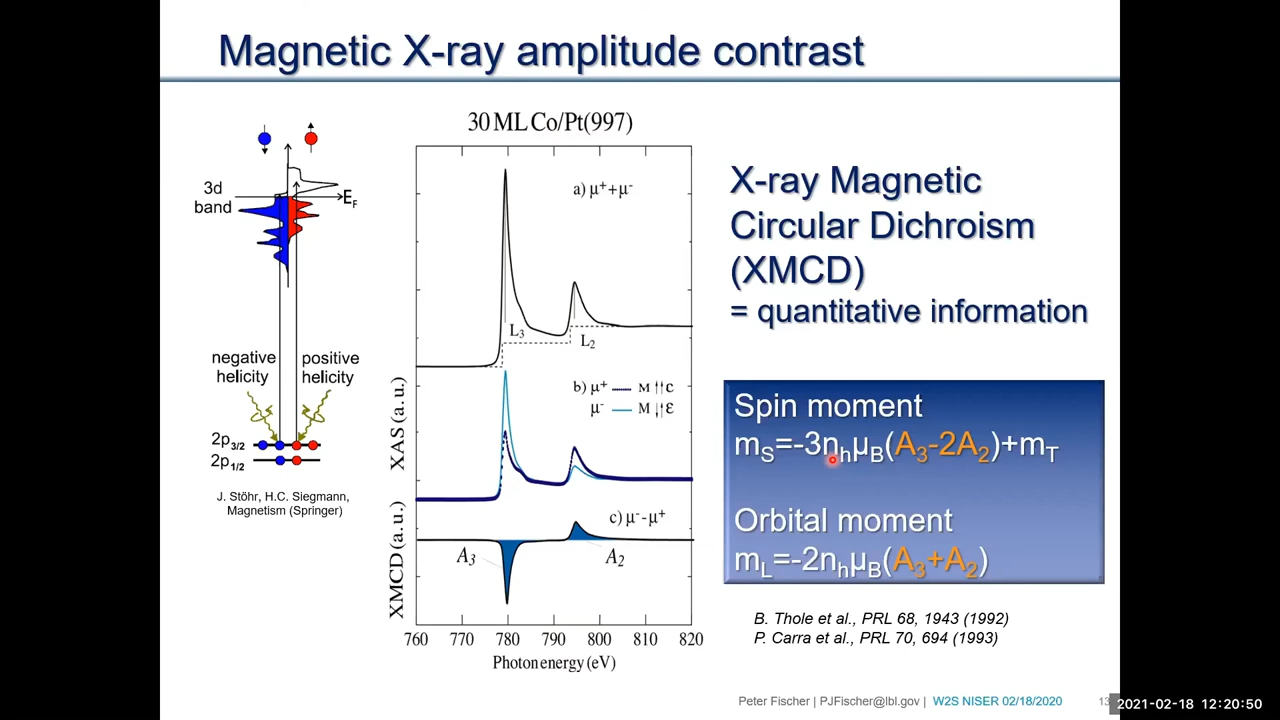 Magnetic X-ray amplitude contrast
3d
band
E_F
negative
helicity
positive
helicity
2p3/2
2p1/2
J. Stöhr, H.C. Siegmann,
Magnetism (Springer)
30 ML Co/Pt(997)
a) μ⁺+μ⁻
L₃
L₂
b) μ⁺ M ↑↑ ε
μ⁻ M ↓↑ ε
c) μ⁻-μ⁺
A₃
A₂
XAS (a.u.)
XMCD (a.u.)
760 770 780 790 800 810 820
Photon energy (eV)
X-ray Magnetic
Circular Dichroism
(XMCD)
= quantitative information
Spin moment
mS=-3nhμB(A3-2A2)+mT
Orbital moment
mL=-2nhμB(A3+A2)
B. Thole et al., PRL 68, 1943 (1992)
P. Carra et al., PRL 70, 694 (1993)
Peter Fischer | PJFischer@lbl.gov | W2S NISER 02/18/2020
2021-02-18 12:20:50